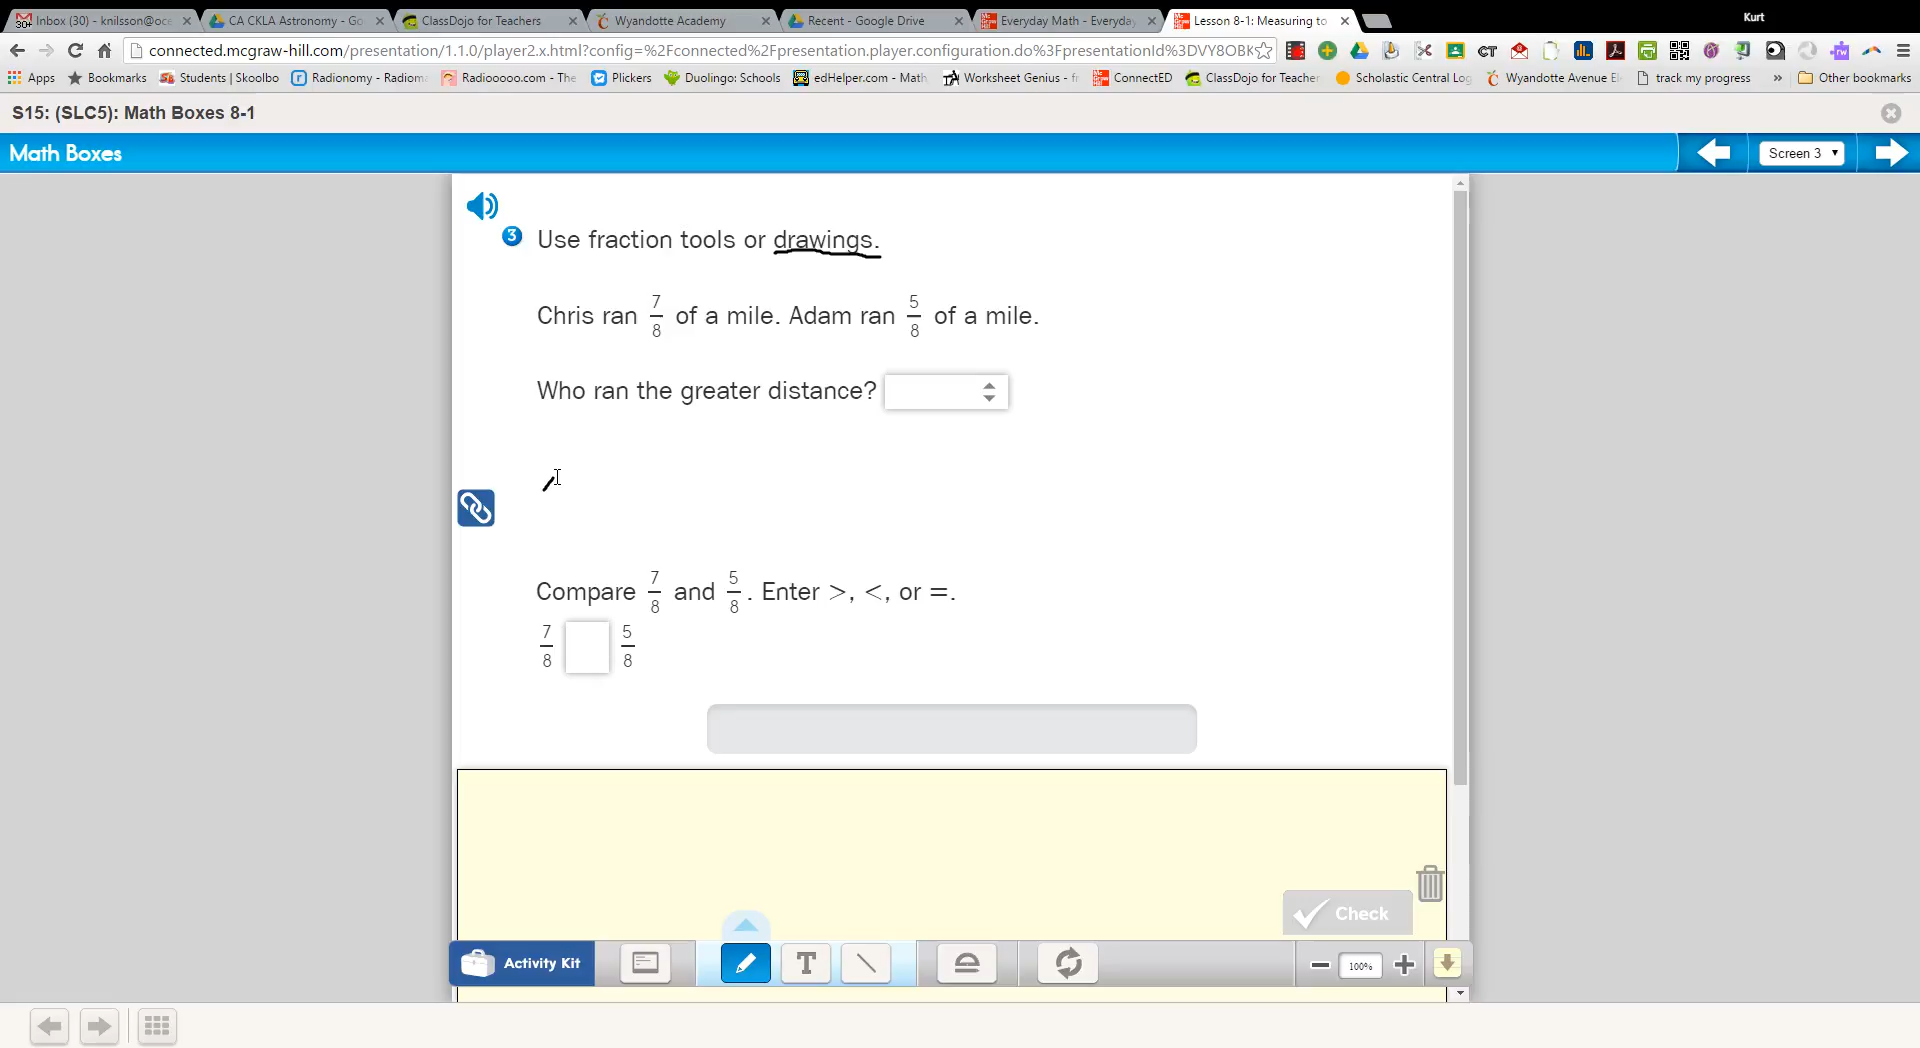 Inbox (30) - knilsson@oce
CA CKLA Astronomy - Go
ClassDojo for Teachers
Wyandotte Academy
Recent - Google Drive
Everyday Math - Everyday
Lesson 8-1: Measuring to
Kurt
connected.mcgraw-hill.com/presentation/1.1.0/player2.x.html?config=%2Fconnected%2Fpresentation.player.configuration.do%3FpresentationId%3DVY8OBK
CT
Apps
Bookmarks
Students | Skoolbo
Radionomy - Radiom
Radiooooo.com - The
Plickers
Duolingo: Schools
edHelper.com - Math
Worksheet Genius - f
ConnectED
ClassDojo for Teacher
Scholastic Central Log
Wyandotte Avenue El
track my progress
»
Other bookmarks
S15: (SLC5): Math Boxes 8-1
Math Boxes
Screen 3
3 Use fraction tools or drawings.
Chris ran 7/8 of a mile. Adam ran 5/8 of a mile.
Who ran the greater distance?
Compare 7/8 and 5/8. Enter >, <, or =.
7/8 5/8
Check
Activity Kit
T
100%